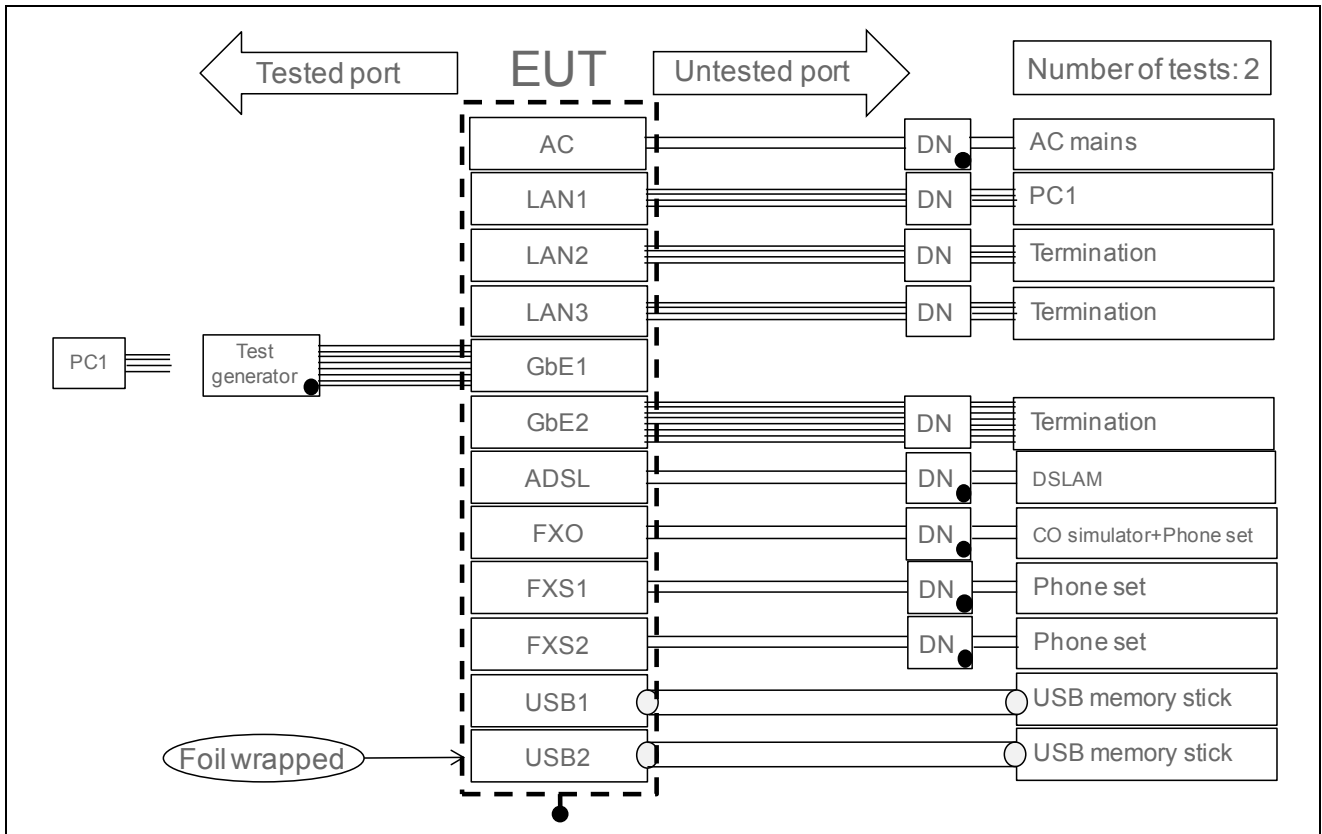 Tested port
EUT
Untested port
Number of tests: 2
AC
DN
AC mains
LAN1
DN
PC1
LAN2
DN
Termination
LAN3
DN
Termination
PC1
Test
generator
GbE1
GbE2
DN
Termination
ADSL
DN
DSLAM
FXO
DN
CO simulator+Phone set
FXS1
DN
Phone set
FXS2
DN
Phone set
USB1
USB memory stick
Foil wrapped
USB2
USB memory stick